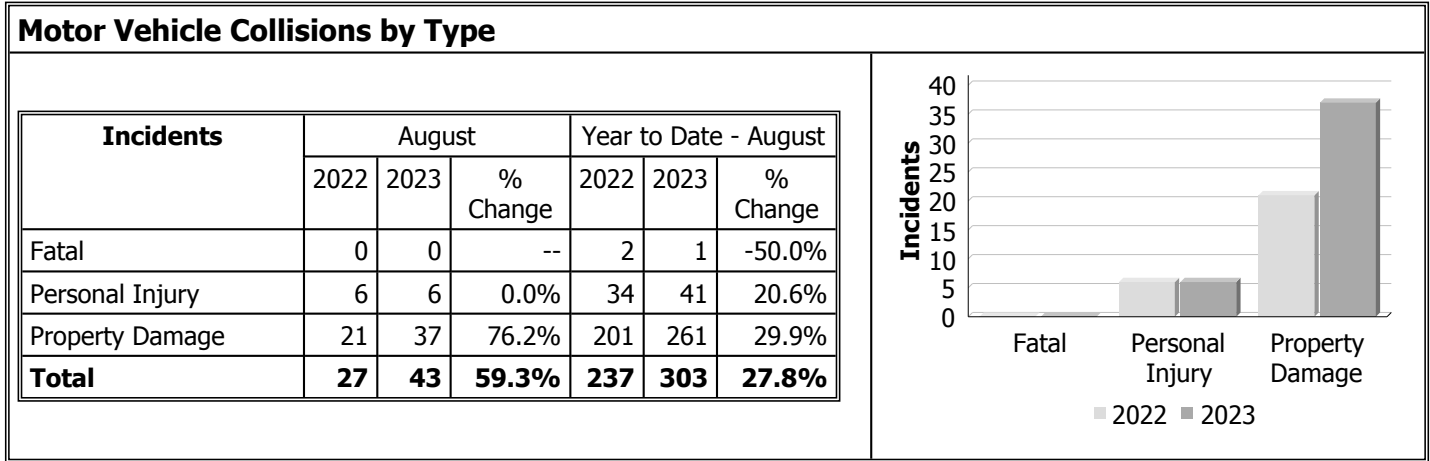 Motor Vehicle Collisions by Type
Incidents August Year to Date - August
2022 2023 % Change 2022 2023 % Change
Fatal 0 0 -- 2 1 -50.0%
Personal Injury 6 6 0.0% 34 41 20.6%
Property Damage 21 37 76.2% 201 261 29.9%
Total 27 43 59.3% 237 303 27.8%
Incidents
40
35
30
25
20
15
10
5
0
Fatal Personal Injury Property Damage
2022 2023